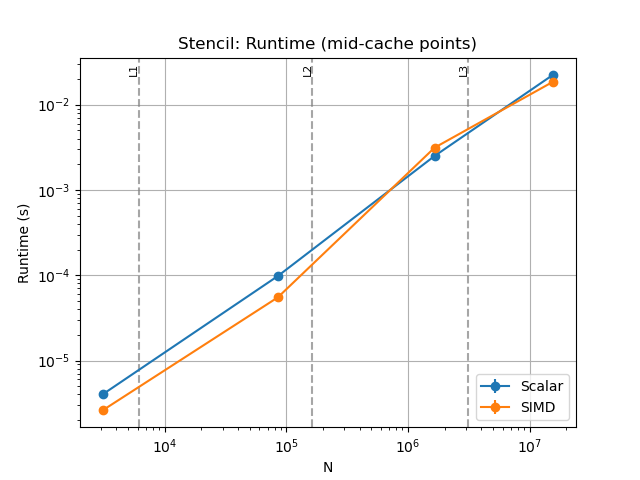 Stencil: Runtime (mid-cache points)
L1
L2
L3
10⁻²
10⁻³
10⁻⁴
10⁻⁵
Runtime (s)
Scalar
SIMD
10⁴
10⁵
10⁶
10⁷
N